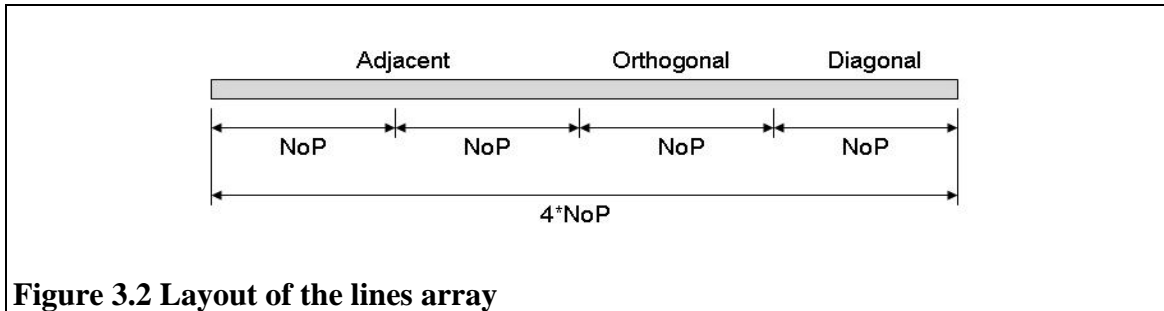 Adjacent Orthogonal Diagonal
NoP NoP NoP NoP
4*NoP
Figure 3.2 Layout of the lines array